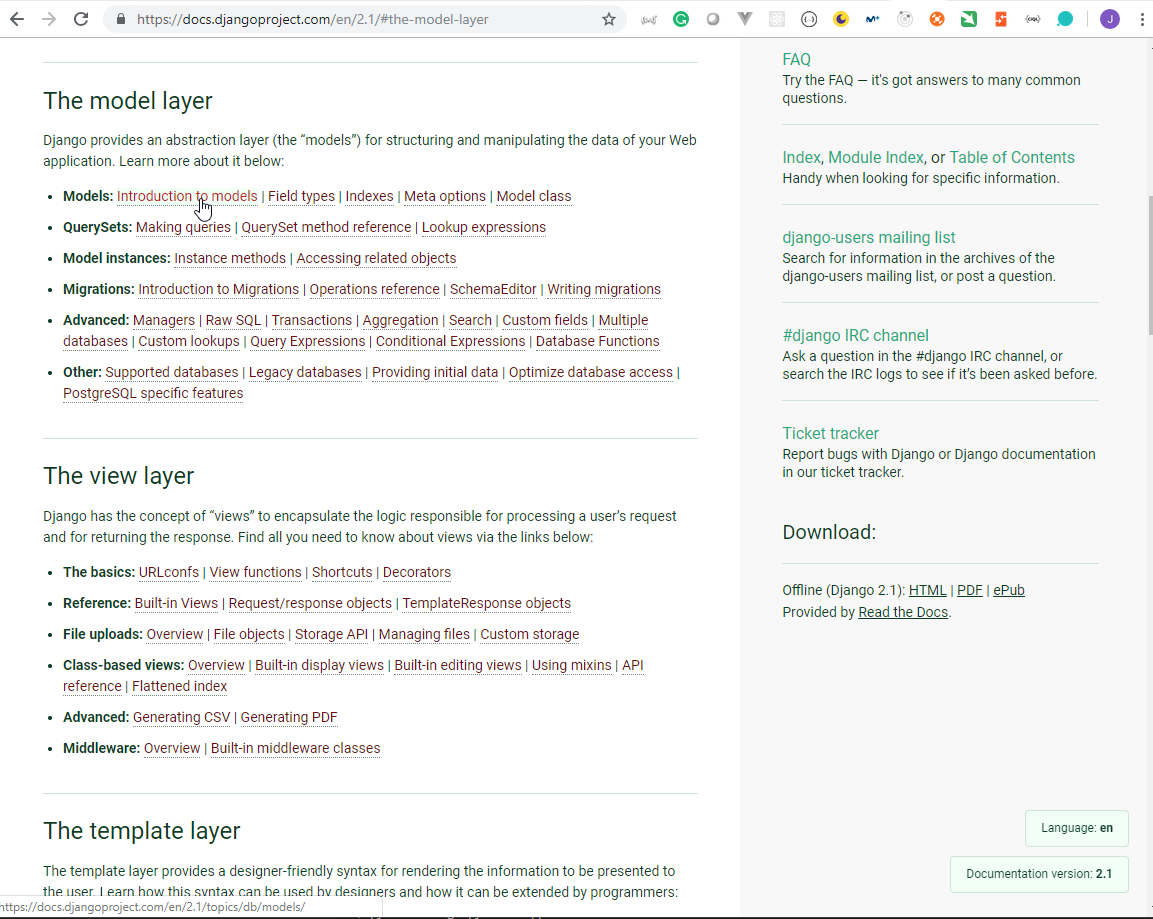 https://docs.djangoproject.com/en/2.1/#the-model-layer
J
The model layer
Django provides an abstraction layer (the “models”) for structuring and manipulating the data of your Web
application. Learn more about it below:
• Models: Introduction to models | Field types | Indexes | Meta options | Model class
• QuerySets: Making queries | QuerySet method reference | Lookup expressions
• Model instances: Instance methods | Accessing related objects
• Migrations: Introduction to Migrations | Operations reference | SchemaEditor | Writing migrations
• Advanced: Managers | Raw SQL | Transactions | Aggregation | Search | Custom fields | Multiple
databases | Custom lookups | Query Expressions | Conditional Expressions | Database Functions
• Other: Supported databases | Legacy databases | Providing initial data | Optimize database access |
PostgreSQL specific features
The view layer
Django has the concept of “views” to encapsulate the logic responsible for processing a user’s request
and for returning the response. Find all you need to know about views via the links below:
• The basics: URLconfs | View functions | Shortcuts | Decorators
• Reference: Built-in Views | Request/response objects | TemplateResponse objects
• File uploads: Overview | File objects | Storage API | Managing files | Custom storage
• Class-based views: Overview | Built-in display views | Built-in editing views | Using mixins | API
reference | Flattened index
• Advanced: Generating CSV | Generating PDF
• Middleware: Overview | Built-in middleware classes
The template layer
The template layer provides a designer-friendly syntax for rendering the information to be presented to
the user. Learn how this syntax can be used by designers and how it can be extended by programmers:
https://docs.djangoproject.com/en/2.1/topics/db/models/
FAQ
Try the FAQ — it's got answers to many common
questions.
Index, Module Index, or Table of Contents
Handy when looking for specific information.
django-users mailing list
Search for information in the archives of the
django-users mailing list, or post a question.
#django IRC channel
Ask a question in the #django IRC channel, or
search the IRC logs to see if it’s been asked before.
Ticket tracker
Report bugs with Django or Django documentation
in our ticket tracker.
Download:
Offline (Django 2.1): HTML | PDF | ePub
Provided by Read the Docs.
Language: en
Documentation version: 2.1